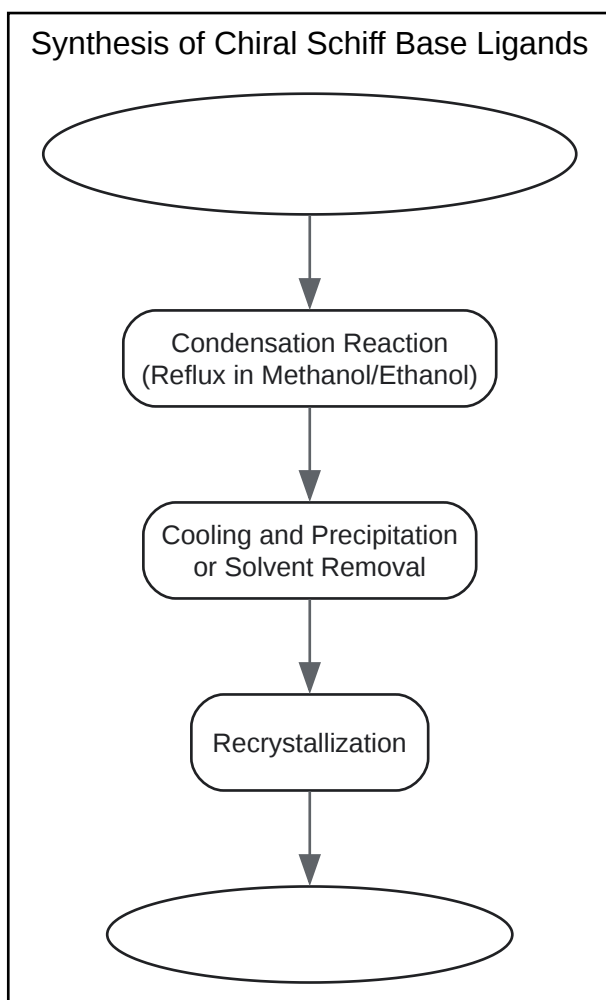 Synthesis of Chiral Schiff Base Ligands
Condensation Reaction
(Reflux in Methanol/Ethanol)
Cooling and Precipitation
or Solvent Removal
Recrystallization